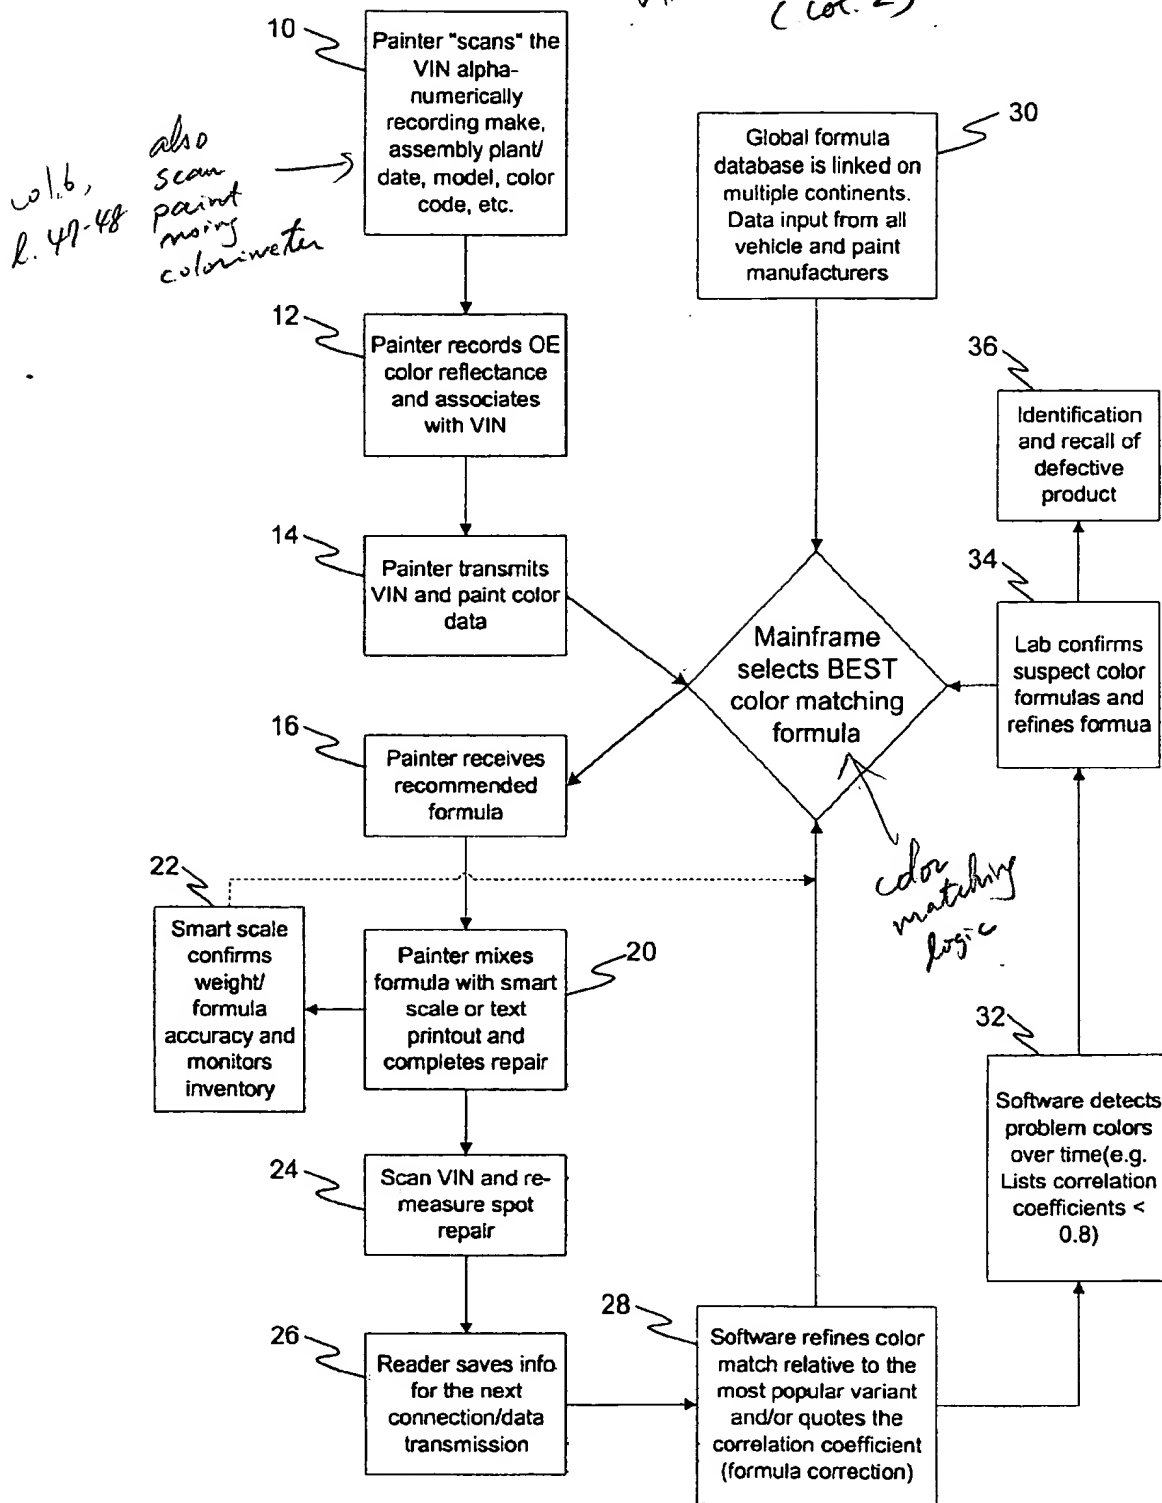 (col. 2)
10
Painter "scans" the
VIN alpha-
numerically
recording make,
assembly plant/
date, model, color
code, etc.
col. 6,
l. 47-48
also
scan
paint
using
colorimeter
30
Global formula
database is linked on
multiple continents.
Data input from all
vehicle and paint
manufacturers
12
Painter records OE
color reflectance
and associates
with VIN
36
Identification
and recall of
defective
product
14
Painter transmits
VIN and paint color
data
Mainframe
selects BEST
color matching
formula
34
Lab confirms
suspect color
formulas and
refines formua
16
Painter receives
recommended
formula
color
matching
logic
22
Smart scale
confirms
weight/
formula
accuracy and
monitors
inventory
20
Painter mixes
formula with smart
scale or text
printout and
completes repair
32
Software detects
problem colors
over time(e.g.
Lists correlation
coefficients <
0.8)
24
Scan VIN and re-
measure spot
repair
26
Reader saves info
for the next
connection/data
transmission
28
Software refines color
match relative to the
most popular variant
and/or quotes the
correlation coefficient
(formula correction)